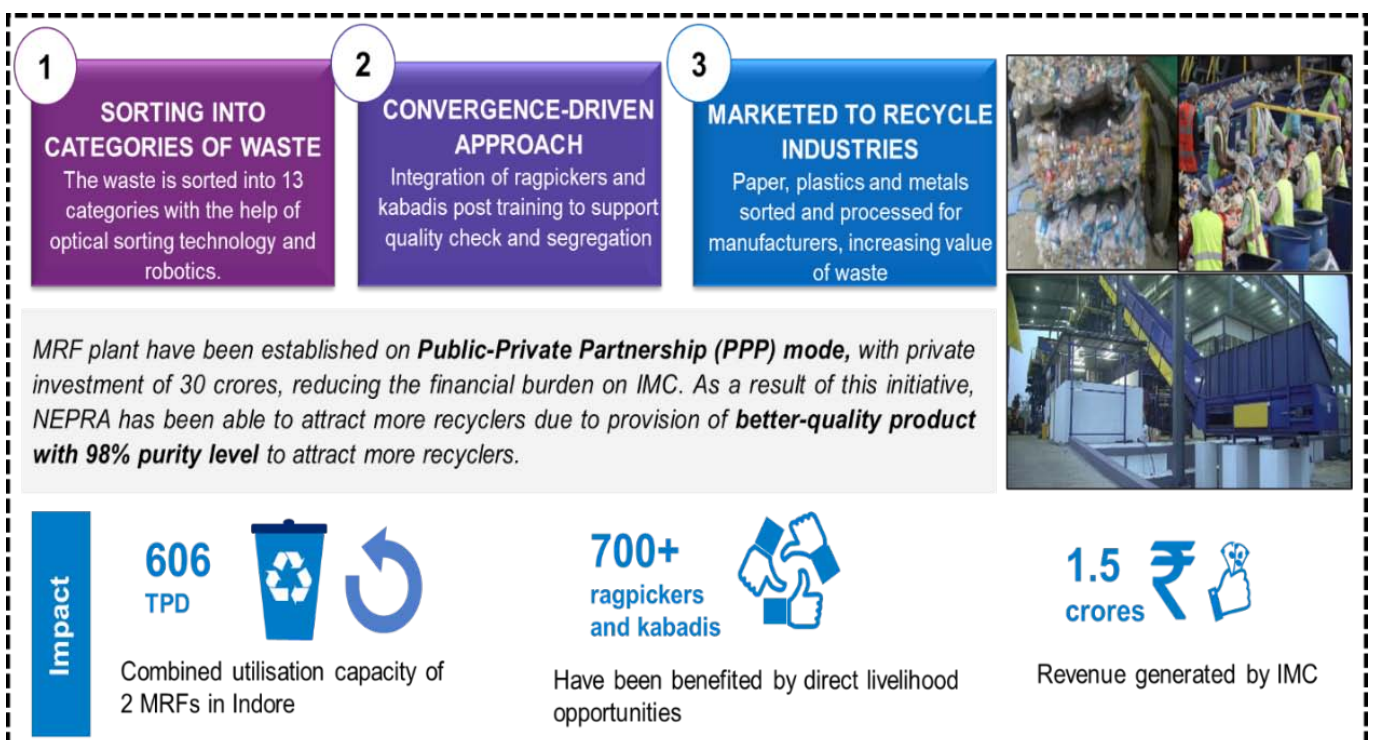 1
SORTING INTO
CATEGORIES OF WASTE
The waste is sorted into 13
categories with the help of
optical sorting technology and
robotics.
2
CONVERGENCE-DRIVEN
APPROACH
Integration of ragpickers and
kabadis post training to support
quality check and segregation
3
MARKETED TO RECYCLE
INDUSTRIES
Paper, plastics and metals
sorted and processed for
manufacturers, increasing value
of waste
MRF plant have been established on Public-Private Partnership (PPP) mode, with private
investment of 30 crores, reducing the financial burden on IMC. As a result of this initiative,
NEPRA has been able to attract more recyclers due to provision of better-quality product
with 98% purity level to attract more recyclers.
Impact
606
TPD
Combined utilisation capacity of
2 MRFs in Indore
700+
ragpickers
and kabadis
Have been benefited by direct livelihood
opportunities
1.5
crores
₹
Revenue generated by IMC